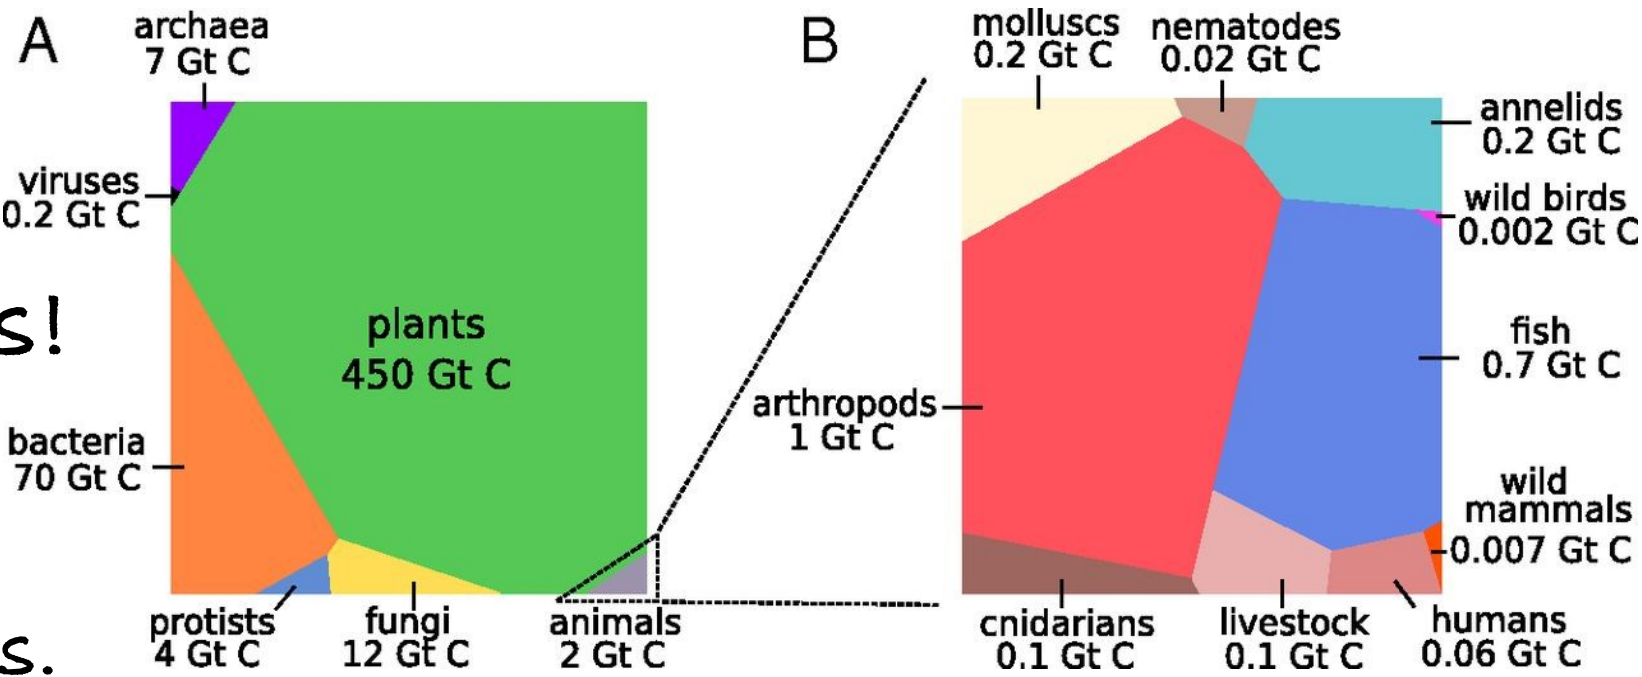 A
archaea
7 Gt C
viruses
0.2 Gt C
plants
450 Gt C
s!
bacteria
70 Gt C
protists
4 Gt C
fungi
12 Gt C
animals
2 Gt C
s.
B
molluscs
0.2 Gt C
nematodes
0.02 Gt C
annelids
0.2 Gt C
wild birds
0.002 Gt C
fish
0.7 Gt C
arthropods
1 Gt C
wild
mammals
0.007 Gt C
cnidarians
0.1 Gt C
livestock
0.1 Gt C
humans
0.06 Gt C